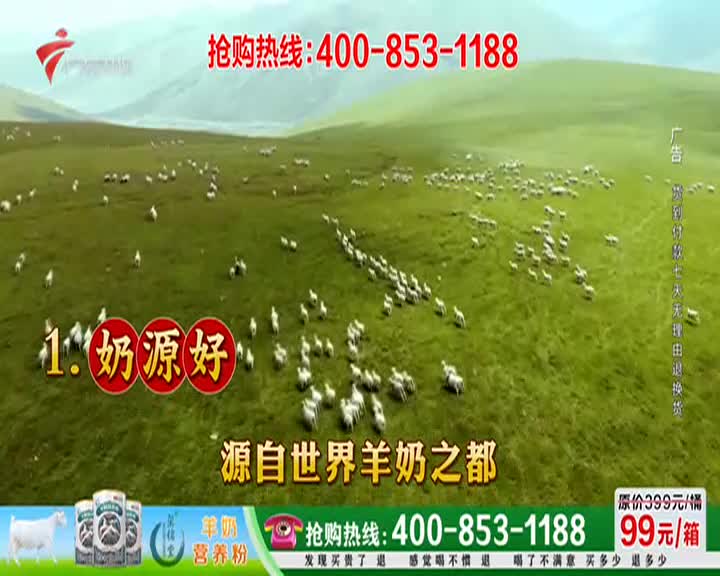 抢购热线:400-853-1188
广告 货到付款七天无理由退换货
1.奶源好
源自世界羊奶之都
羊奶
营养粉
抢购热线:400-853-1188
原价399元/桶
99元/箱
发现买贵了 退 感觉喝不惯 退 喝了不满意 买多少 退多少